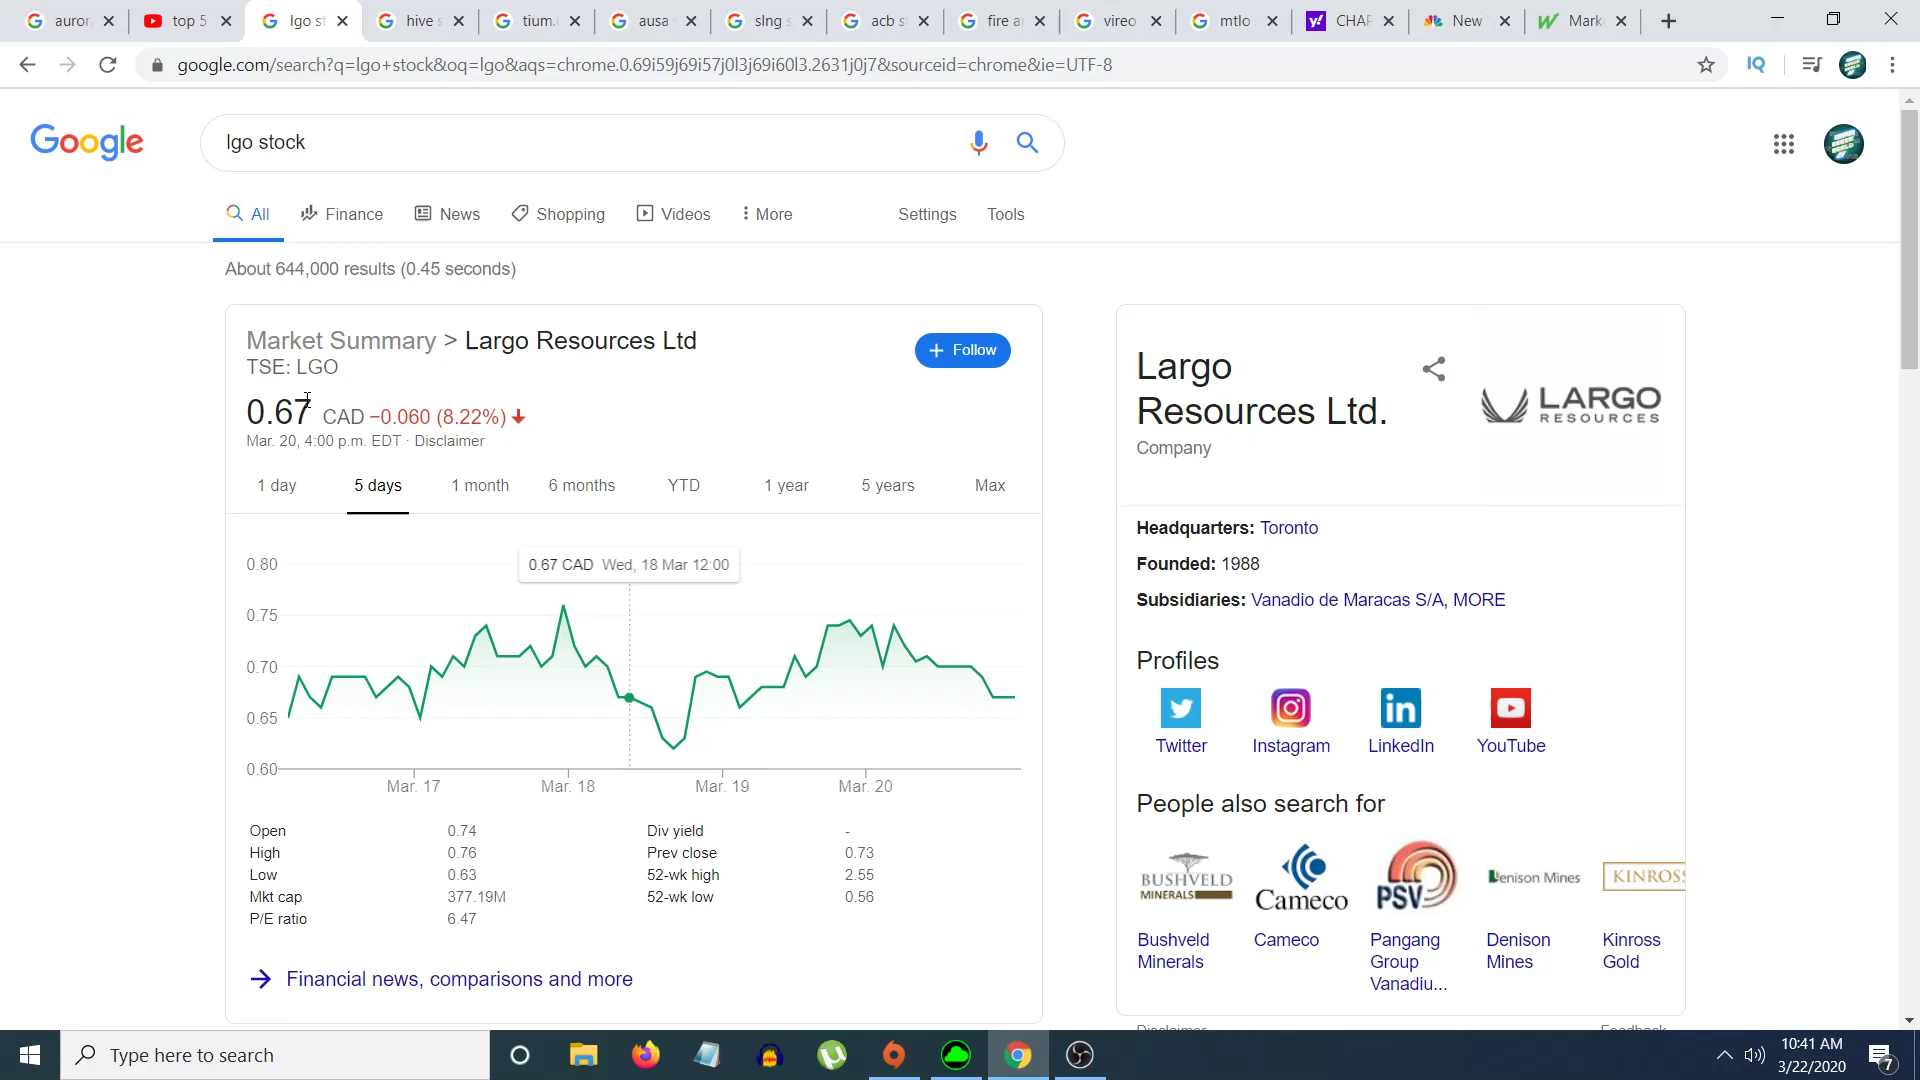 auror
top 5
lgo st
hive s
tium.
ausa
slng s
acb s
fire a
vireo
mtlo
CHAR
New
Mark
google.com/search?q=lgo+stock&oq=lgo&aqs=chrome.0.69i59j69i57j0l3j69i60l3.2631j0j7&sourceid=chrome&ie=UTF-8
IQ
Google
lgo stock
All
Finance
News
Shopping
Videos
More
Settings
Tools
About 644,000 results (0.45 seconds)
Market Summary > Largo Resources Ltd
TSE: LGO
Follow
0.67 CAD −0.060 (8.22%)
Mar. 20, 4:00 p.m. EDT · Disclaimer
1 day
5 days
1 month
6 months
YTD
1 year
5 years
Max
0.67 CAD Wed, 18 Mar 12:00
0.80
0.75
0.70
0.65
0.60
Mar. 17
Mar. 18
Mar. 19
Mar. 20
Open 0.74
High 0.76
Low 0.63
Mkt cap 377.19M
P/E ratio 6.47
Div yield -
Prev close 0.73
52-wk high 2.55
52-wk low 0.56
Financial news, comparisons and more
Largo
Resources Ltd.
Company
LARGO
RESOURCES
Headquarters: Toronto
Founded: 1988
Subsidiaries: Vanadio de Maracas S/A, MORE
Profiles
Twitter
Instagram
LinkedIn
YouTube
People also search for
BUSHVELD
MINERALS
Cameco
PSV
Denison Mines
KINROSS
Bushveld
Minerals
Cameco
Pangang
Group
Vanadiu...
Denison
Mines
Kinross
Gold
Disclaimer
Feedback
Type here to search
10:41 AM
3/22/2020
7